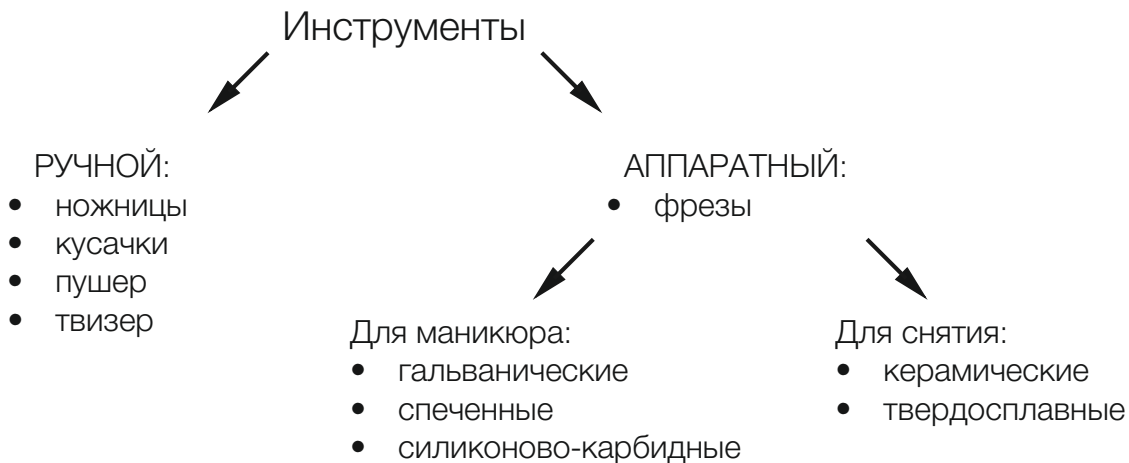 Инструменты
РУЧНОЙ:
• ножницы
• кусачки
• пушер
• твизер
АППАРАТНЫЙ:
• фрезы
Для маникюра:
• гальванические
• спеченные
• силиконово-карбидные
Для снятия:
• керамические
• твердосплавные